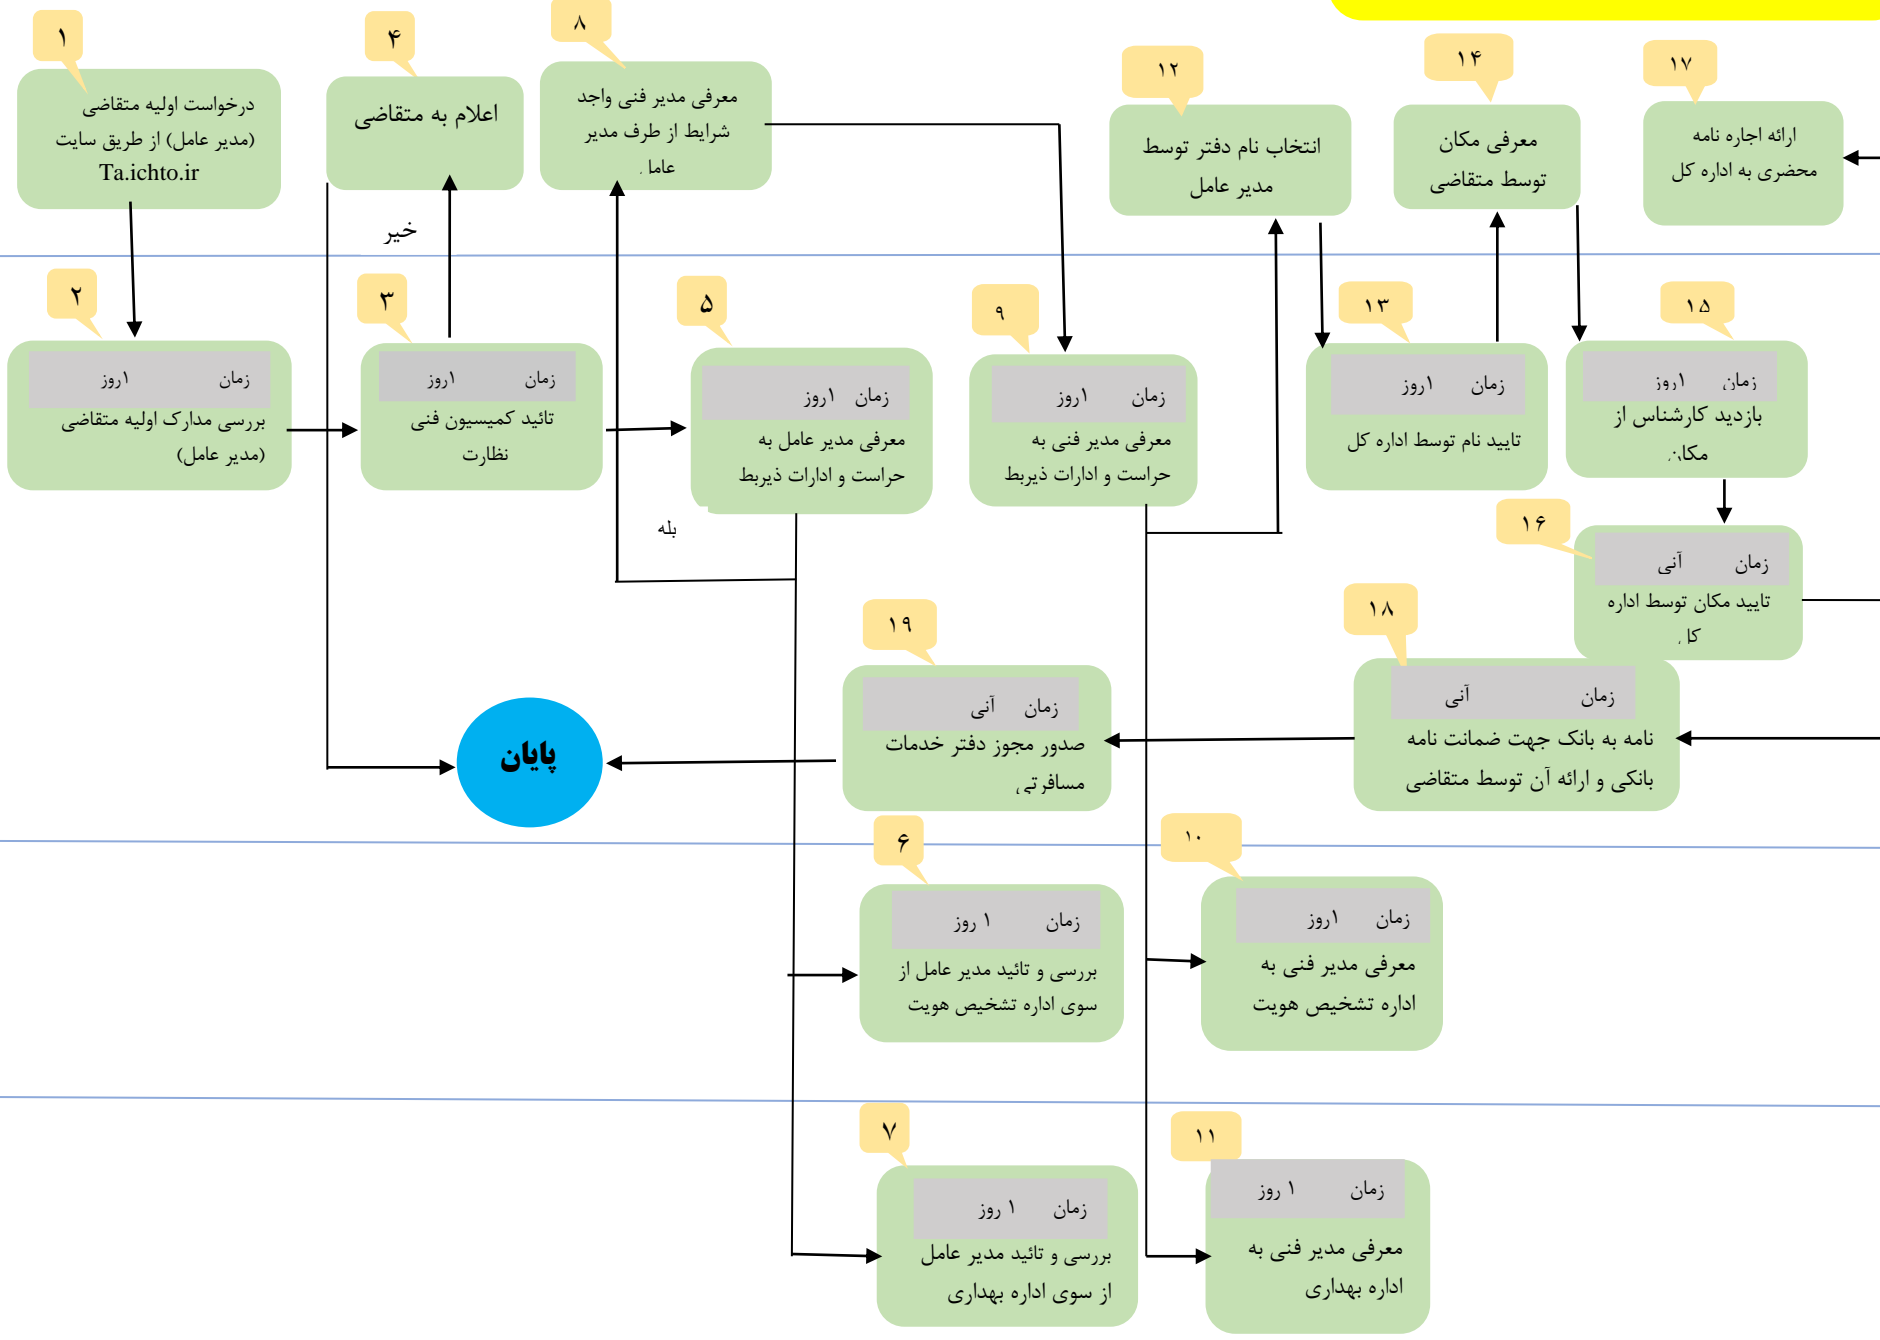 ۱
درخواست اولیه متقاضی
(مدیر عامل) از طریق سایت
Ta.ichto.ir
۲
زمان ۱روز
بررسی مدارک اولیه متقاضی
(مدیر عامل)
۳
زمان ۱روز
تائید کمیسیون فنی
نظارت
۴
اعلام به متقاضی
خیر
۵
زمان ۱روز
معرفی مدیر عامل به
حراست و ادارات ذیربط
بله
۶
زمان ۱ روز
بررسی و تائید مدیر عامل از
سوی اداره تشخیص هویت
۷
زمان ۱ روز
بررسی و تائید مدیر عامل
از سوی اداره بهداری
۸
معرفی مدیر فنی واجد
شرایط از طرف مدیر
عامل
۹
زمان ۱روز
معرفی مدیر فنی به
حراست و ادارات ذیربط
۱۰
زمان ۱روز
معرفی مدیر فنی به
اداره تشخیص هویت
۱۱
زمان ۱ روز
معرفی مدیر فنی به
اداره بهداری
۱۲
انتخاب نام دفتر توسط
مدیر عامل
۱۳
زمان ۱روز
تایید نام توسط اداره کل
۱۴
معرفی مکان
توسط متقاضی
۱۵
زمان ۱روز
بازدید کارشناس از
مکان
۱۶
زمان آنی
تایید مکان توسط اداره
کل
۱۷
ارائه اجاره نامه
محضری به اداره کل
۱۸
زمان آنی
نامه به بانک جهت ضمانت نامه
بانکی و ارائه آن توسط متقاضی
۱۹
زمان آنی
صدور مجوز دفتر خدمات
مسافرتی
پایان